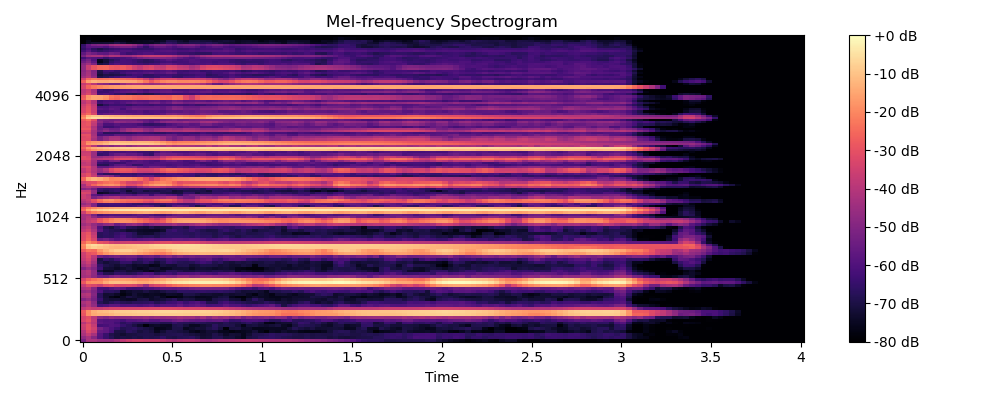 Mel-frequency Spectrogram
Hz
4096
2048
1024
512
0
0
0.5
1
1.5
2
2.5
3
3.5
4
Time
+0 dB
-10 dB
-20 dB
-30 dB
-40 dB
-50 dB
-60 dB
-70 dB
-80 dB